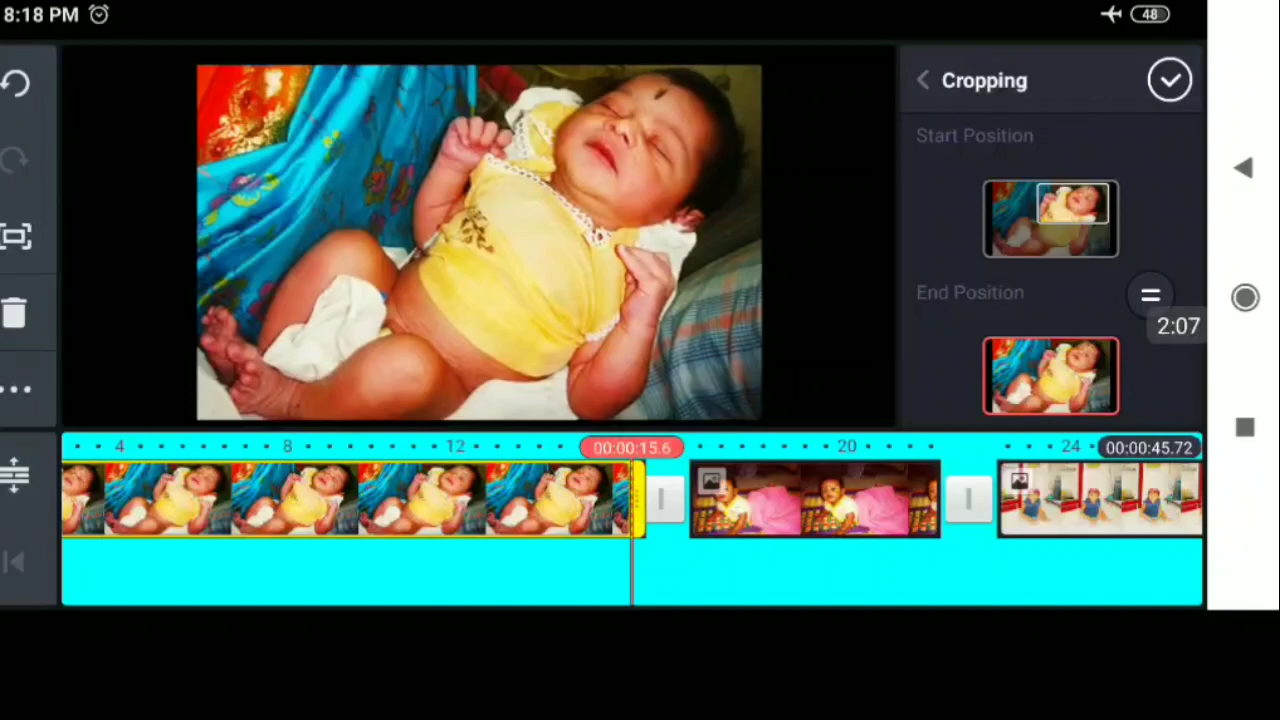 8:18 PM
48
Cropping
Start Position
End Position
2:07
4
8
12
00:00:15.6
20
24
00:00:45.72